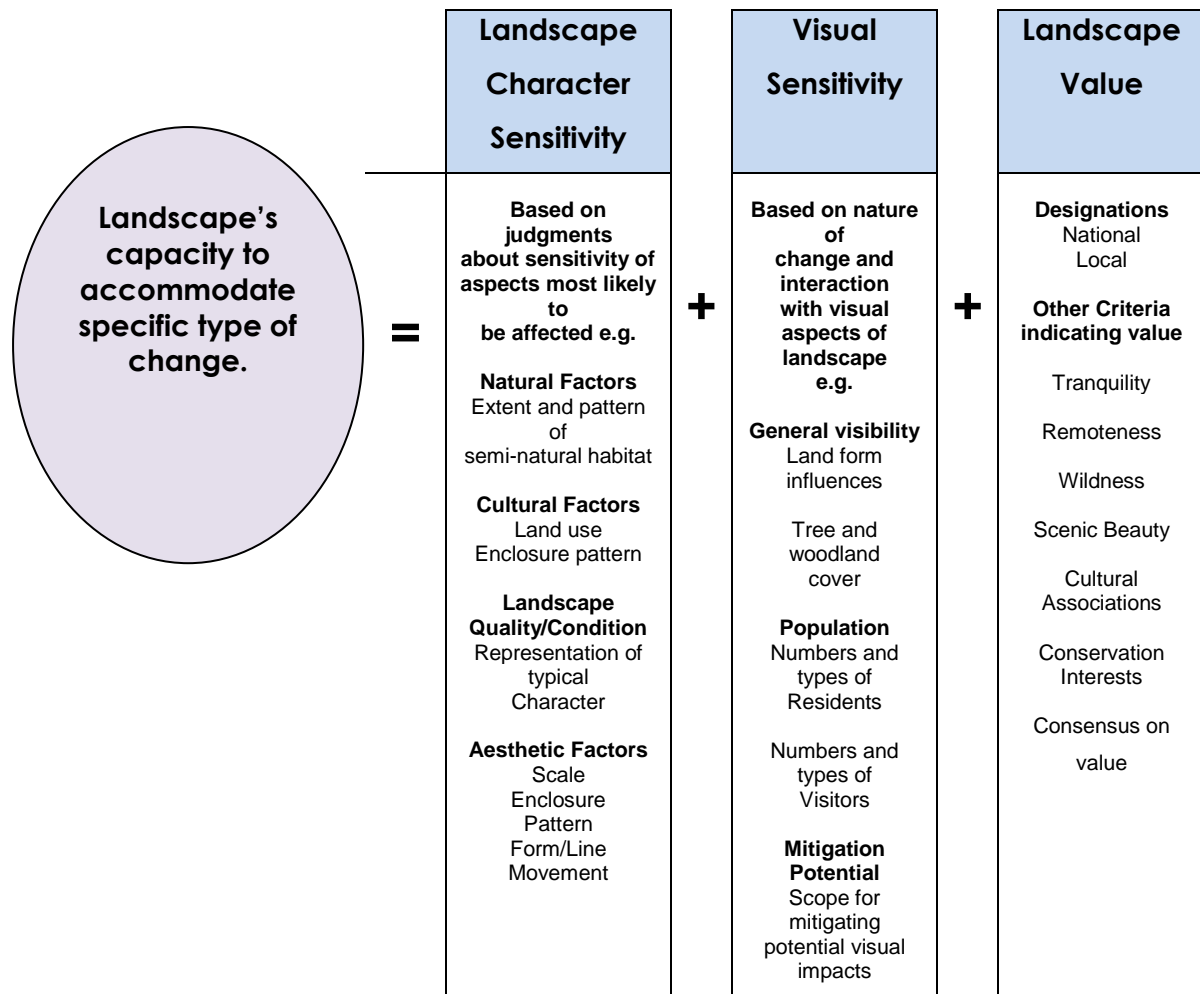 Landscape's
capacity to
accommodate
specific type of
change.
=
Landscape
Character
Sensitivity
Based on
judgments
about sensitivity of
aspects most likely
to
be affected e.g.
Natural Factors
Extent and pattern
of
semi-natural habitat
Cultural Factors
Land use
Enclosure pattern
Landscape
Quality/Condition
Representation of
typical
Character
Aesthetic Factors
Scale
Enclosure
Pattern
Form/Line
Movement
+
Visual
Sensitivity
Based on nature
of
change and
interaction
with visual
aspects of
landscape
e.g.
General visibility
Land form
influences
Tree and
woodland
cover
Population
Numbers and
types of
Residents
Numbers and
types of
Visitors
Mitigation
Potential
Scope for
mitigating
potential visual
impacts
+
Landscape
Value
Designations
National
Local
Other Criteria
indicating value
Tranquility
Remoteness
Wildness
Scenic Beauty
Cultural
Associations
Conservation
Interests
Consensus on
value